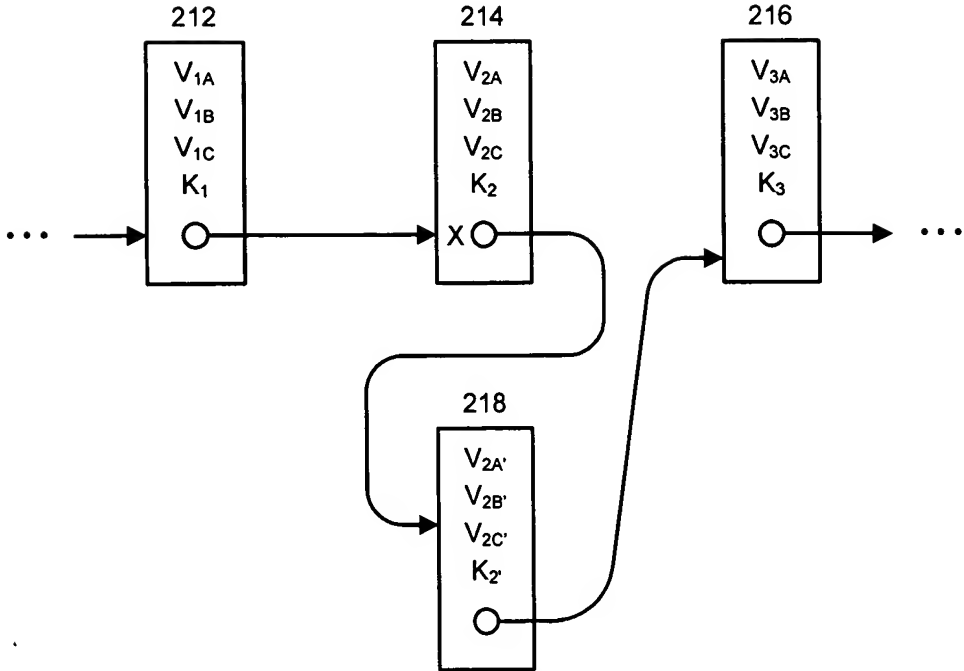 212
V1A
V1B
V1C
K1
214
V2A
V2B
V2C
K2
X
216
V3A
V3B
V3C
K3
...
...
218
V2A'
V2B'
V2C'
K2'